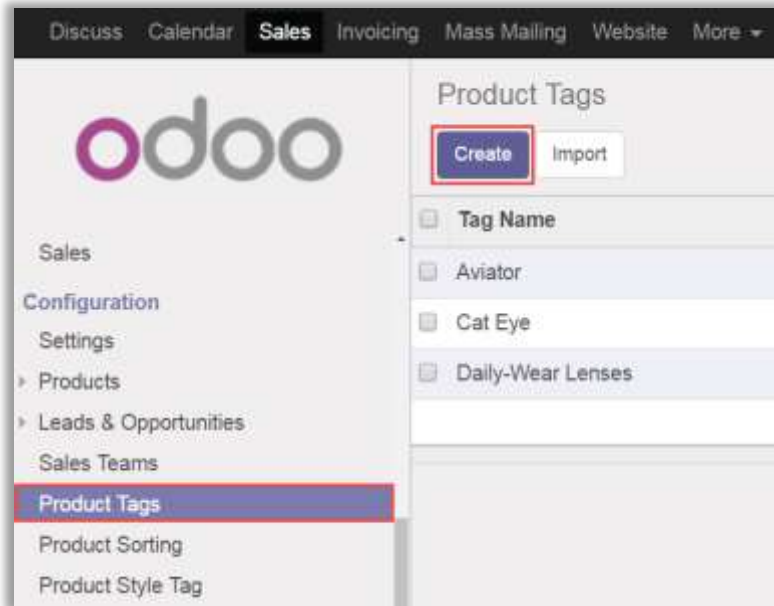 Discuss Calendar Sales Invoicing Mass Mailing Website More
odoo
Sales
Configuration
Settings
Products
Leads & Opportunities
Sales Teams
Product Tags
Product Sorting
Product Style Tag
Product Tags
Create Import
Tag Name
Aviator
Cat Eye
Daily-Wear Lenses